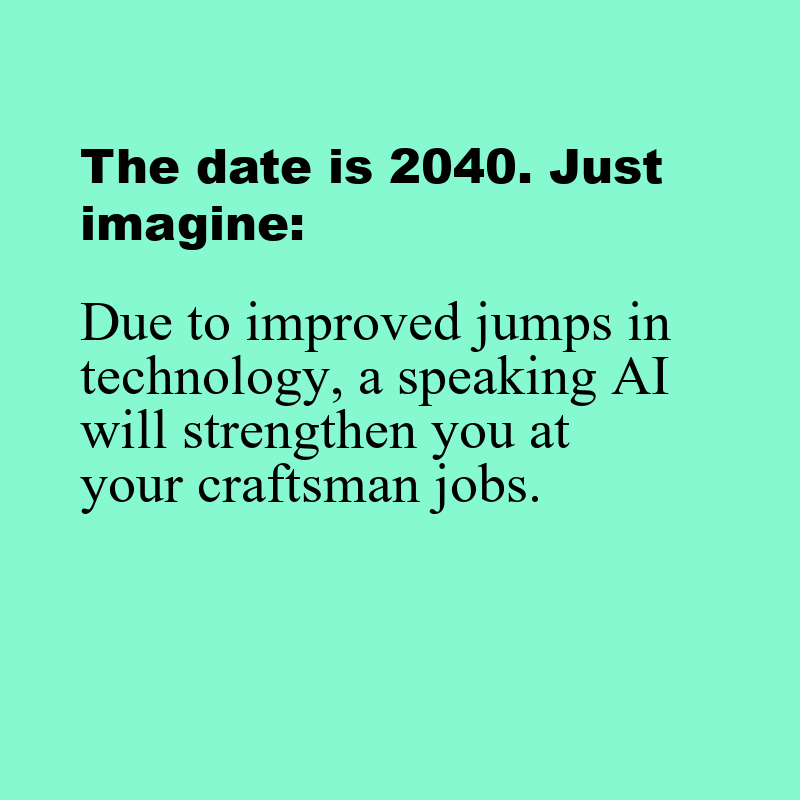 The date is 2040. Just
imagine:
Due to improved jumps in
technology, a speaking AI
will strengthen you at
your craftsman jobs.